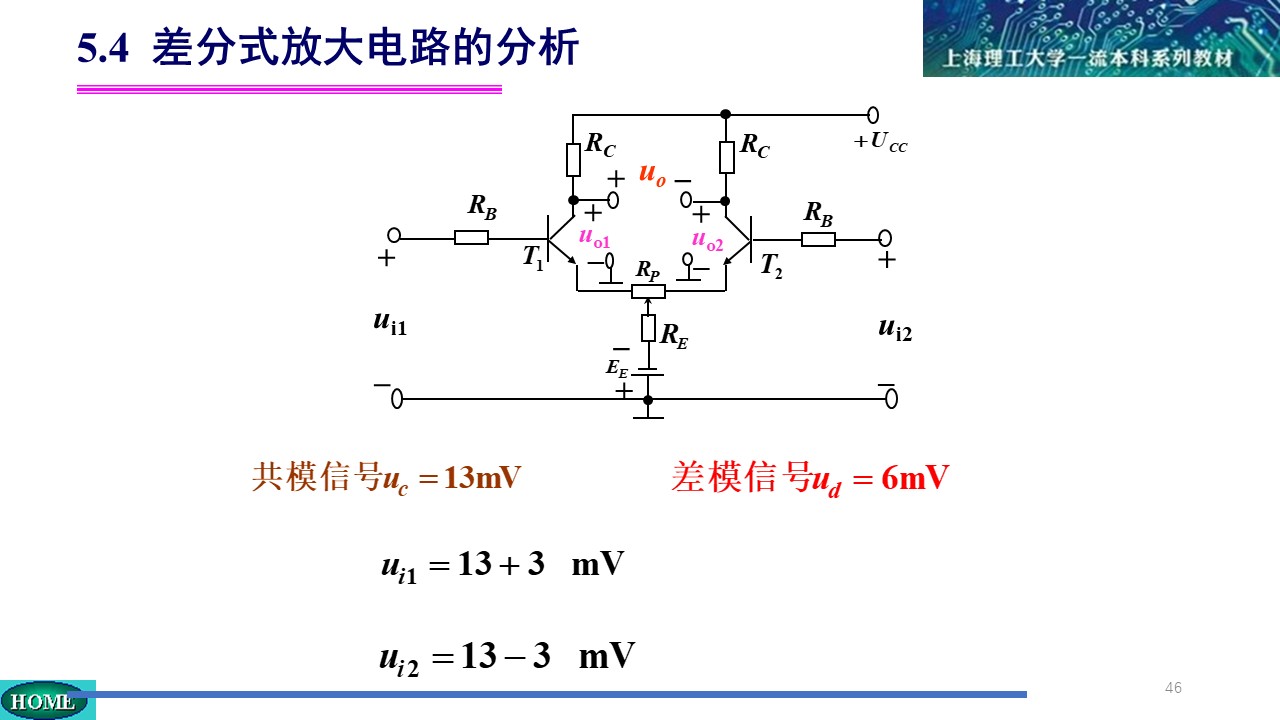 5.4 差分式放大电路的分析
上海理工大学一流本科系列教材
R_C
R_C
+U_CC
+ u_o −
R_B
R_B
+
+
u_o1
u_o2
T_1
T_2
−
−
R_P
+
+
u_i1
u_i2
R_E
−
E_E
+
−
−
共模信号u_c = 13mV
差模信号u_d = 6mV
u_i1 = 13 + 3 mV
u_i2 = 13 − 3 mV
HOME
46